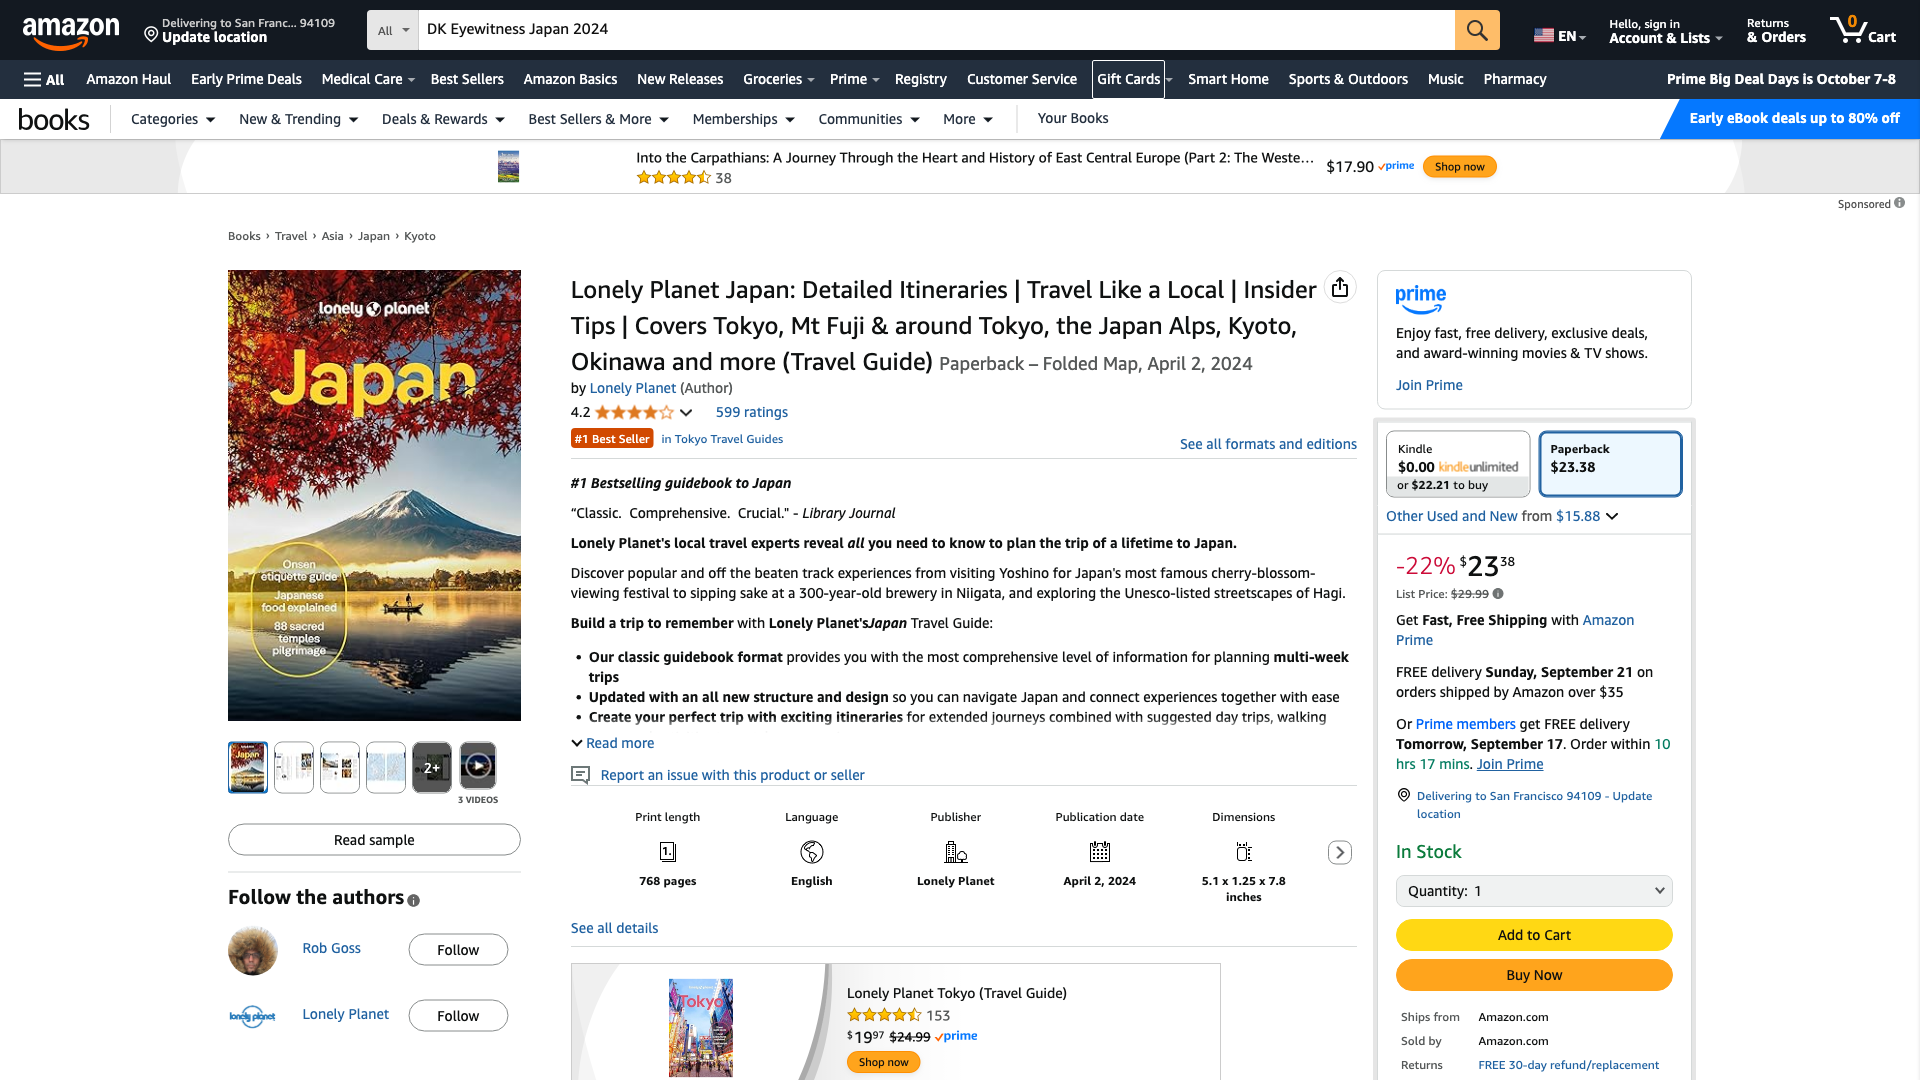 amazon
Delivering to San Franc... 94109
Update location
All
DK Eyewitness Japan 2024
EN
Hello, sign in
Account & Lists
Returns
& Orders
0
Cart
All
Amazon Haul
Early Prime Deals
Medical Care
Best Sellers
Amazon Basics
New Releases
Groceries
Prime
Registry
Customer Service
Gift Cards
Smart Home
Sports & Outdoors
Music
Pharmacy
Prime Big Deal Days is October 7-8
books
Categories
New & Trending
Deals & Rewards
Best Sellers & More
Memberships
Communities
More
Your Books
Early eBook deals up to 80% off
Into the Carpathians: A Journey Through the Heart and History of East Central Europe (Part 2: The Weste...
38
$17.90 prime
Shop now
Sponsored
Books › Travel › Asia › Japan › Kyoto
lonely planet
Japan
Onsen
etiquette guide
Japanese
food explained
88 sacred
temples
pilgrimage
2+
3 VIDEOS
Read sample
Follow the authors
Rob Goss
Follow
Lonely Planet
Follow
Lonely Planet Japan: Detailed Itineraries | Travel Like a Local | Insider
Tips | Covers Tokyo, Mt Fuji & around Tokyo, the Japan Alps, Kyoto,
Okinawa and more (Travel Guide) Paperback – Folded Map, April 2, 2024
by Lonely Planet (Author)
4.2
599 ratings
#1 Best Seller in Tokyo Travel Guides
See all formats and editions
#1 Bestselling guidebook to Japan
“Classic. Comprehensive. Crucial." - Library Journal
Lonely Planet's local travel experts reveal all you need to know to plan the trip of a lifetime to Japan.
Discover popular and off the beaten track experiences from visiting Yoshino for Japan's most famous cherry-blossom-
viewing festival to sipping sake at a 300-year-old brewery in Niigata, and exploring the Unesco-listed streetscapes of Hagi.
Build a trip to remember with Lonely Planet'sJapan Travel Guide:
• Our classic guidebook format provides you with the most comprehensive level of information for planning multi-week
trips
• Updated with an all new structure and design so you can navigate Japan and connect experiences together with ease
• Create your perfect trip with exciting itineraries for extended journeys combined with suggested day trips, walking
Read more
Report an issue with this product or seller
Print length
Language
Publisher
Publication date
Dimensions
1.
768 pages
English
Lonely Planet
April 2, 2024
5.1 x 1.25 x 7.8
inches
See all details
Tokyo
Lonely Planet Tokyo (Travel Guide)
153
$19.97 $24.99 prime
Shop now
prime
Enjoy fast, free delivery, exclusive deals,
and award-winning movies & TV shows.
Join Prime
Kindle
$0.00 kindleunlimited
or $22.21 to buy
Paperback
$23.38
Other Used and New from $15.88
-22% $23 38
List Price: $29.99
Get Fast, Free Shipping with Amazon
Prime
FREE delivery Sunday, September 21 on
orders shipped by Amazon over $35
Or Prime members get FREE delivery
Tomorrow, September 17. Order within 10
hrs 17 mins. Join Prime
Delivering to San Francisco 94109 - Update
location
In Stock
Quantity: 1
Add to Cart
Buy Now
Ships from Amazon.com
Sold by Amazon.com
Returns FREE 30-day refund/replacement